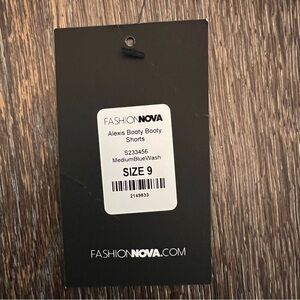 FASHIONNOVA
Alexis Booty Booty
Shorts
S233456
MediumBlueWash
SIZE 9
2149833
FASHIONNOVA.COM